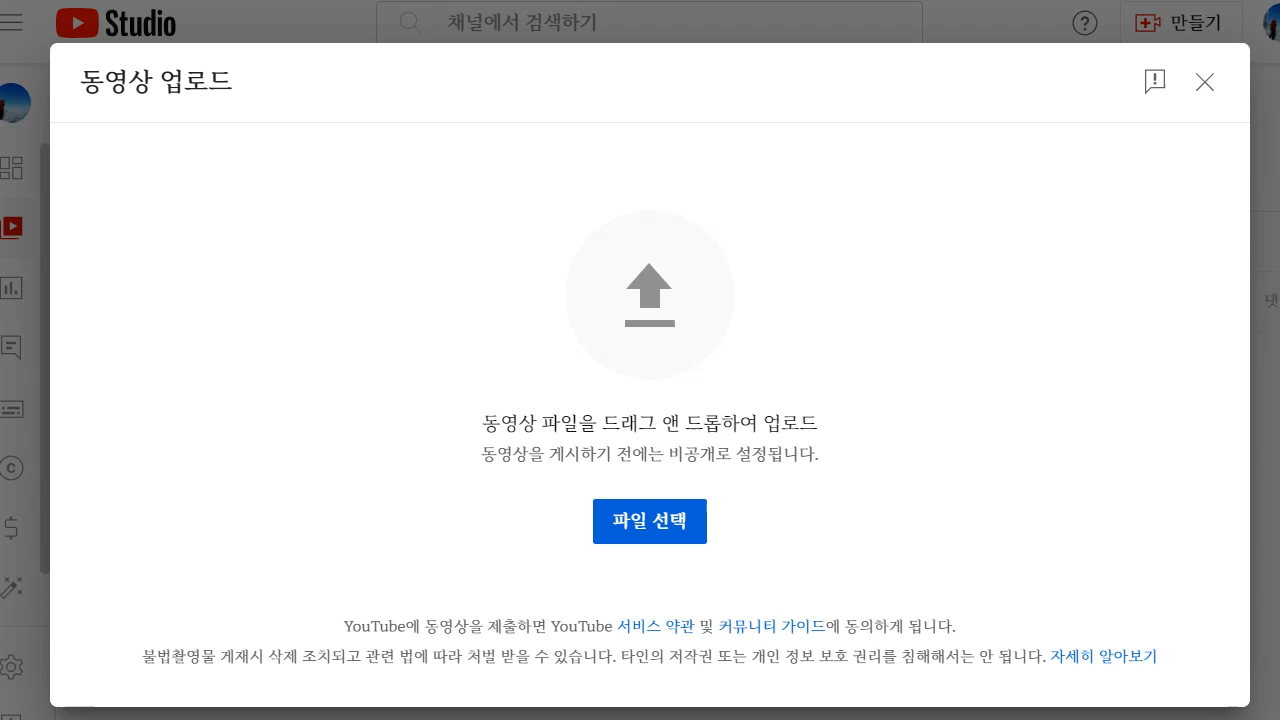 Studio
채널에서 검색하기
만들기
동영상 업로드
댓
동영상 파일을 드래그 앤 드롭하여 업로드
동영상을 게시하기 전에는 비공개로 설정됩니다.
파일 선택
YouTube에 동영상을 제출하면 YouTube 서비스 약관 및 커뮤니티 가이드에 동의하게 됩니다.
불법촬영물 게재시 삭제 조치되고 관련 법에 따라 처벌 받을 수 있습니다. 타인의 저작권 또는 개인 정보 보호 권리를 침해해서는 안 됩니다. 자세히 알아보기